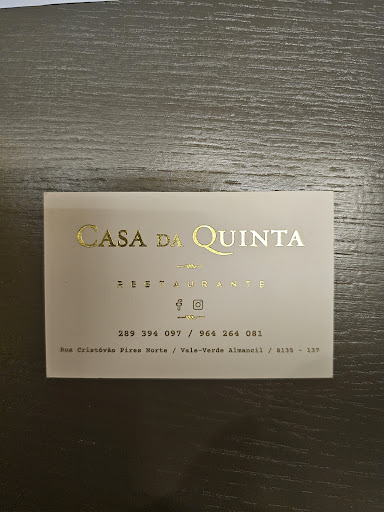 CASA DA QUINTA
RESTAURANTE
289 394 097 / 964 264 081
Rua Cristóvão Pires Norte / Vale-Verde Almancil / 8135 - 137